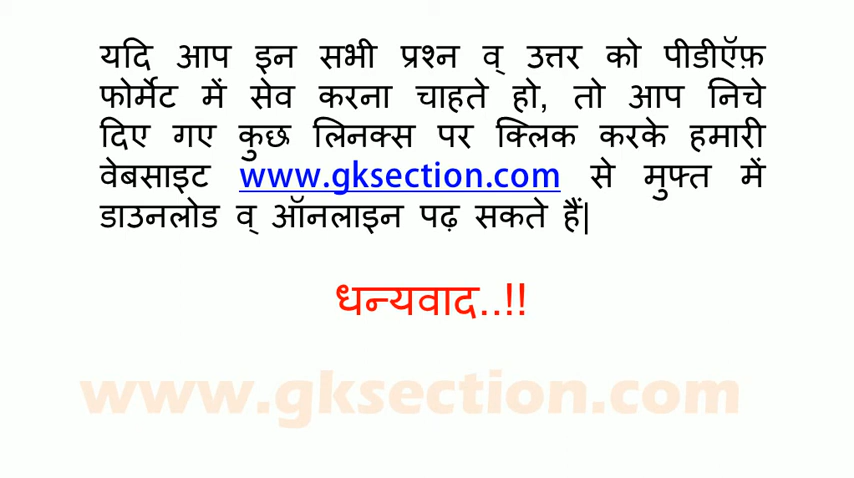 यदि आप इन सभी प्रश्न व् उत्तर को पीडीऍफ़
फोर्मेट में सेव करना चाहते हो, तो आप निचे
दिए गए कुछ लिनक्स पर क्लिक करके हमारी
वेबसाइट www.gksection.com से मुफ्त में
डाउनलोड व् ऑनलाइन पढ़ सकते हैं|
धन्यवाद..!!
www.gksection.com